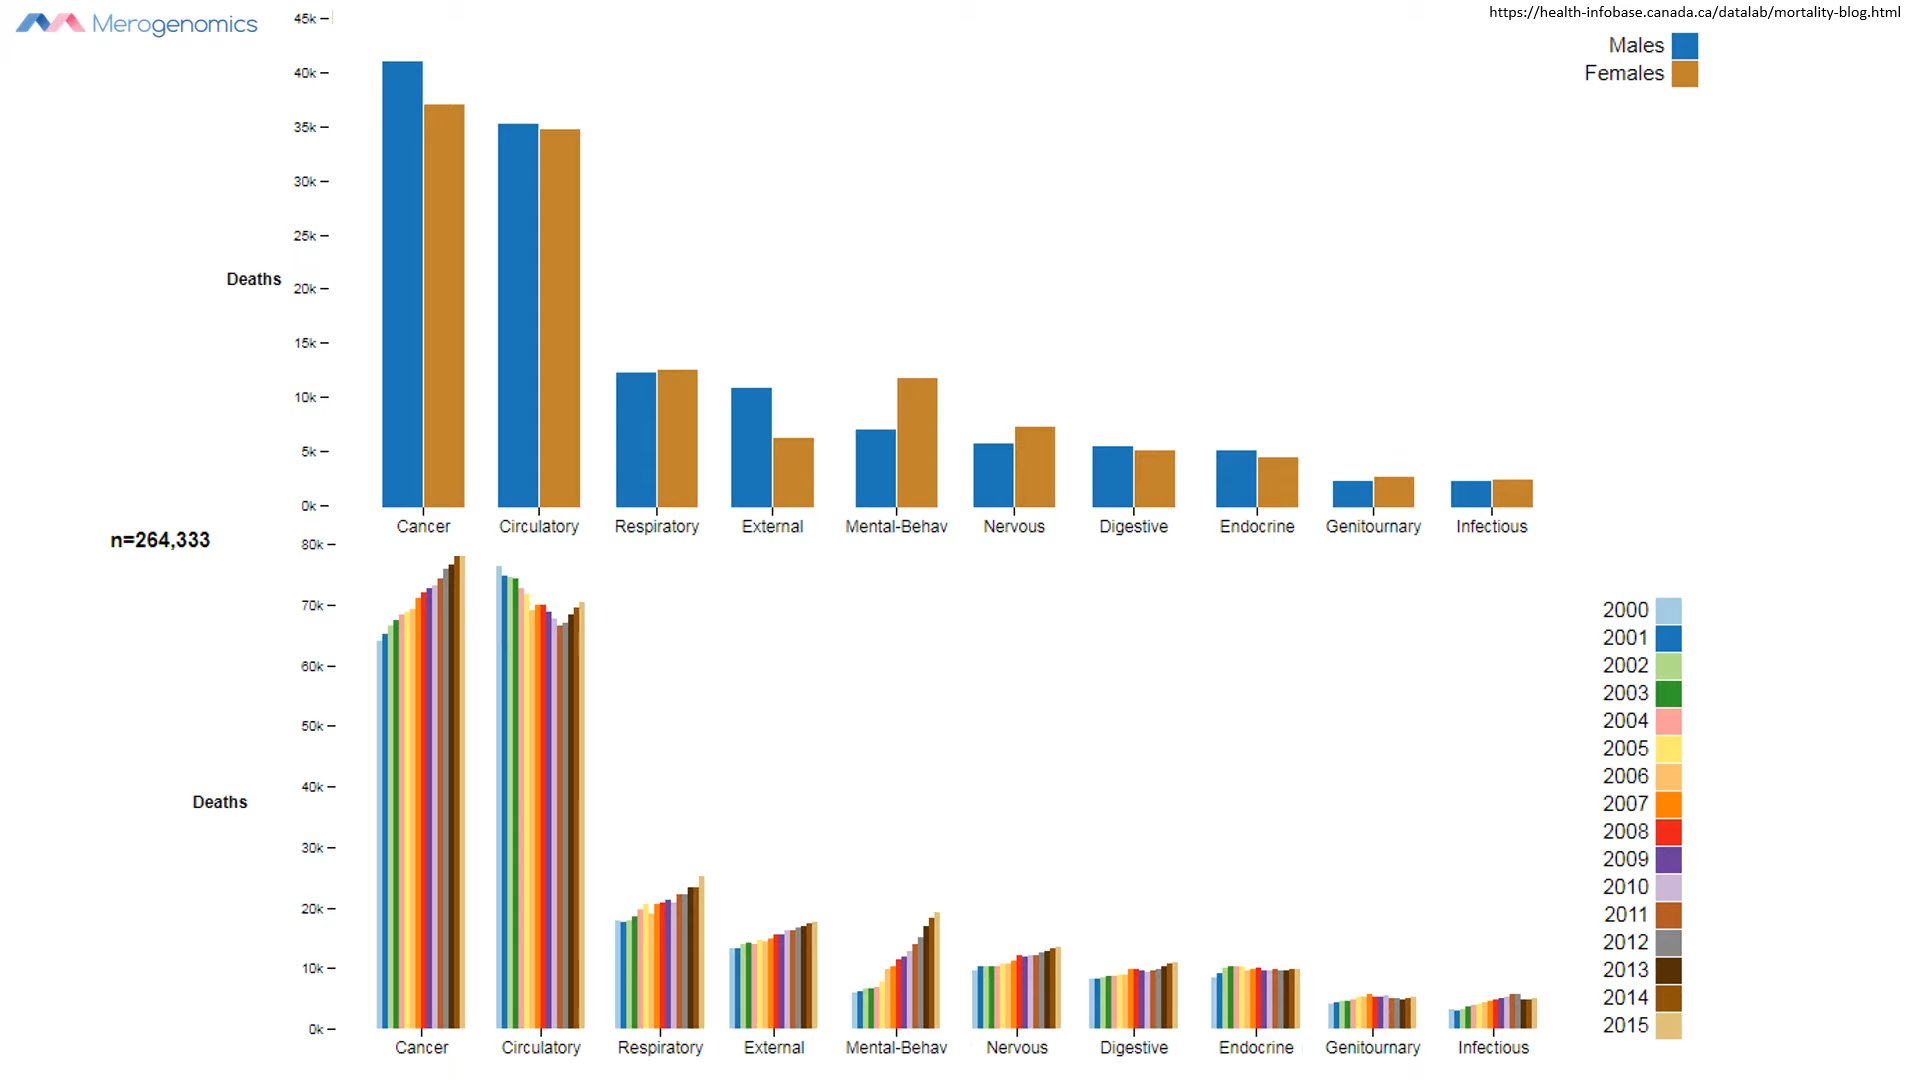 Merogenomics
https://health-infobase.canada.ca/datalab/mortality-blog.html
Males
Females
45k
40k
35k
30k
25k
20k
15k
10k
5k
0k
Deaths
Cancer Circulatory Respiratory External Mental-Behav Nervous Digestive Endocrine Genitournary Infectious
n=264,333
80k
70k
60k
50k
40k
30k
20k
10k
0k
Deaths
Cancer Circulatory Respiratory External Mental-Behav Nervous Digestive Endocrine Genitournary Infectious
2000
2001
2002
2003
2004
2005
2006
2007
2008
2009
2010
2011
2012
2013
2014
2015